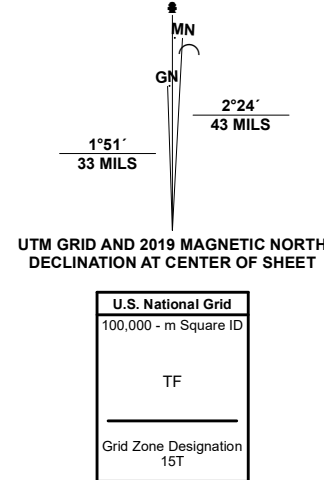 MN
GN
2°24´
43 MILS
1°51´
33 MILS
UTM GRID AND 2019 MAGNETIC NORTH
DECLINATION AT CENTER OF SHEET
U.S. National Grid
100,000 - m Square ID
TF
Grid Zone Designation
15T